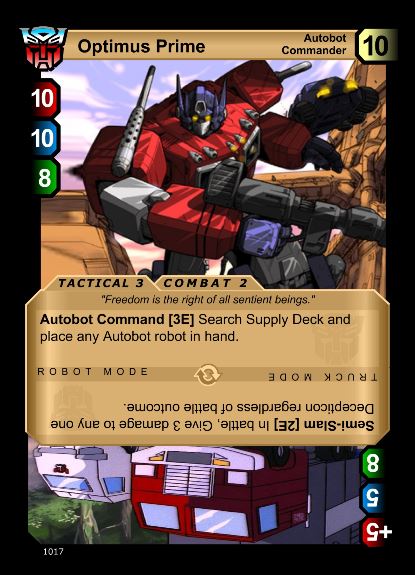 Optimus Prime
Autobot
Commander
10
10
10
8
TACTICAL 3 COMBAT 2
"Freedom is the right of all sentient beings."
Autobot Command [3E] Search Supply Deck and
place any Autobot robot in hand.
ROBOT MODE
TRUCK MODE
Semi-Slam [2E] In battle, Give 3 damage to any one
Decepticon regardless of battle outcome.
+5
5
8
1017